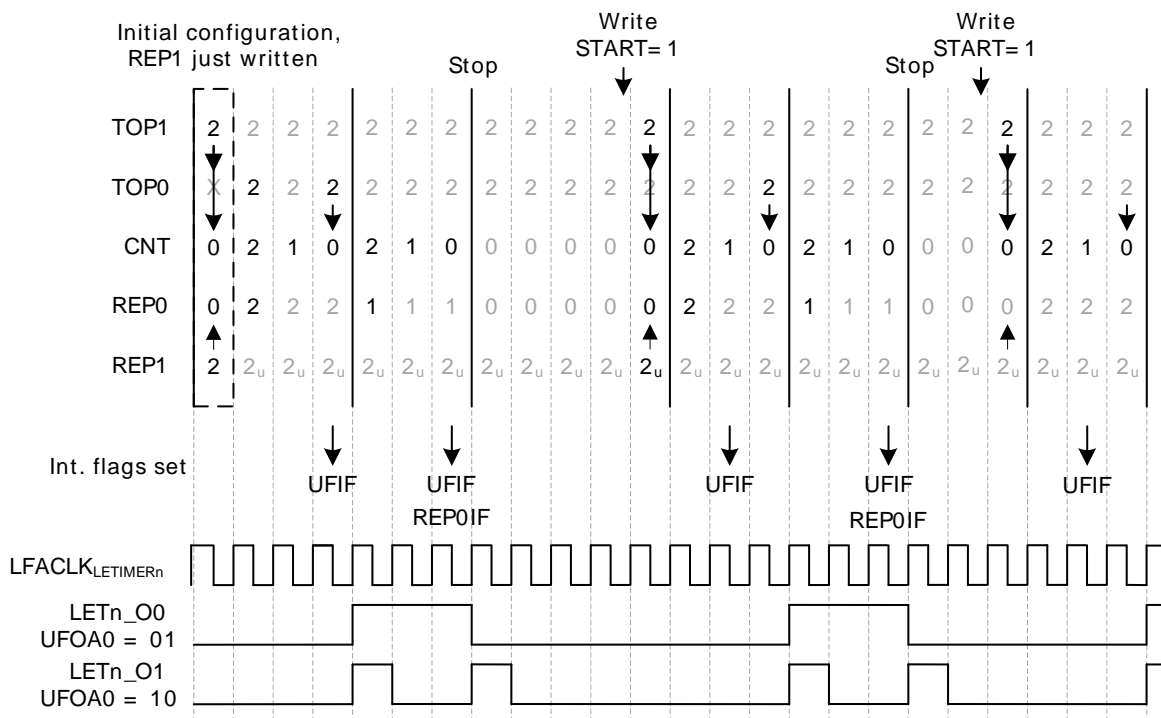 Initial configuration,
REP1 just written
Stop
Write
START= 1
Stop
Write
START= 1
TOP1 2 2 2 2 2 2 2 2 2 2 2 2 2 2 2 2 2 2 2 2 2 2 2 2
TOP0 X 2 2 2 2 2 2 2 2 2 2 2 2 2 2 2 2 2 2 2 2 2 2 2
CNT 0 2 1 0 2 1 0 0 0 0 0 0 2 1 0 2 1 0 0 0 0 2 1 0
REP0 0 2 2 2 1 1 1 0 0 0 0 0 2 2 2 1 1 1 0 0 0 2 2 2
REP1 2 2u 2u 2u 2u 2u 2u 2u 2u 2u 2u 2u 2u 2u 2u 2u 2u 2u 2u 2u 2u 2u 2u 2u
Int. flags set
UFIF UFIF UFIF UFIF UFIF
REP0IF REP0IF
LFACLKLETIMERn
LETn_O0
UFOA0 = 01
LETn_O1
UFOA0 = 10